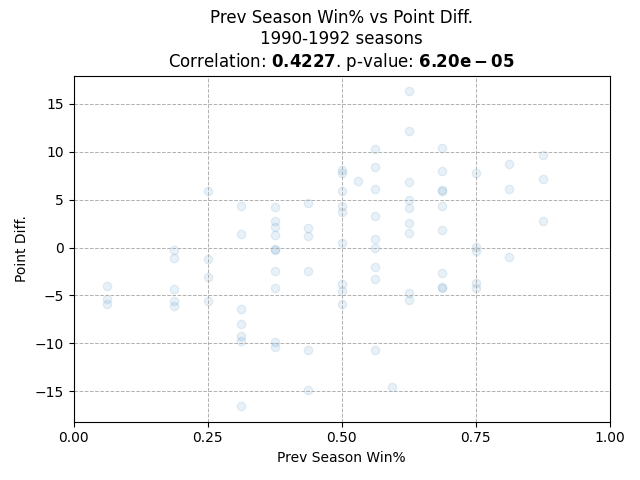 Prev Season Win% vs Point Diff.
1990-1992 seasons
Correlation: 0.4227. p-value: 6.20e − 05
15
10
5
0
−5
−10
−15
Point Diff.
0.00 0.25 0.50 0.75 1.00
Prev Season Win%